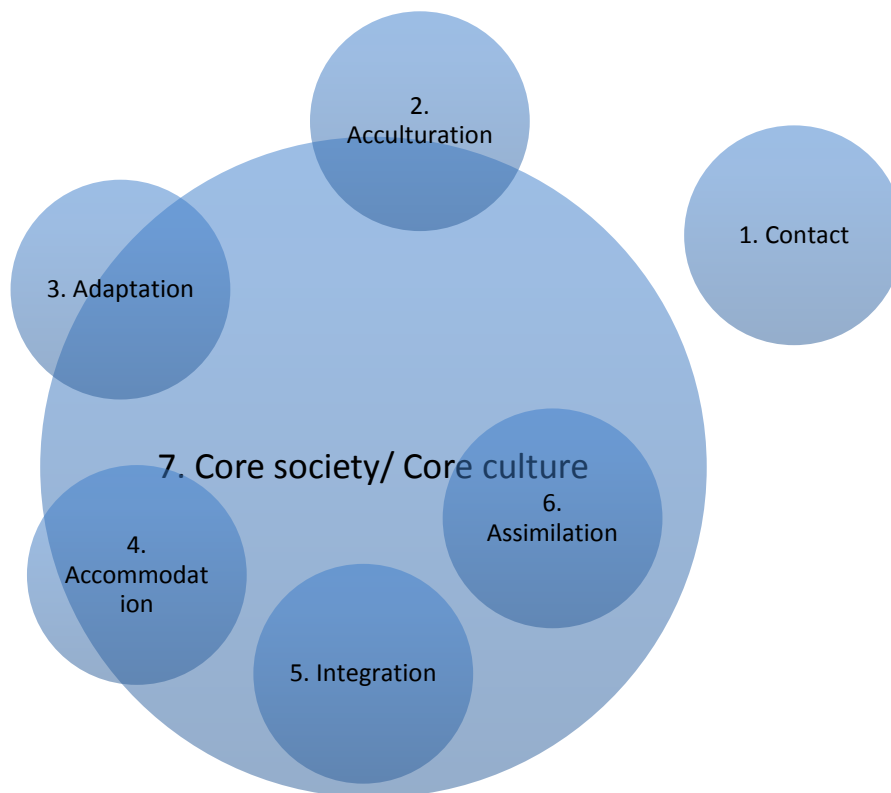 2.
Acculturation
1. Contact
3. Adaptation
7. Core society/ Core culture
6.
Assimilation
4.
Accommodat
ion
5. Integration